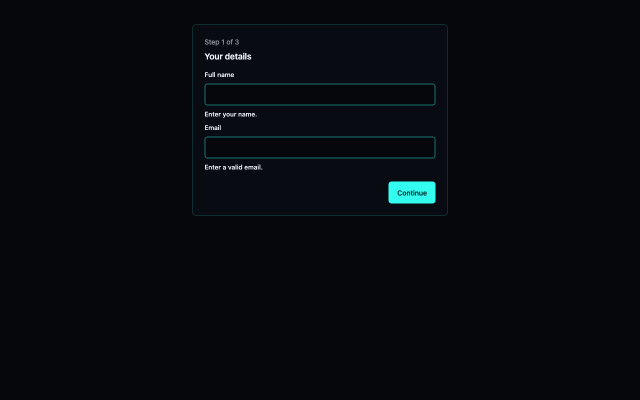 Step 1 of 3
Your details
Full name
Enter your name.
Email
Enter a valid email.
Continue